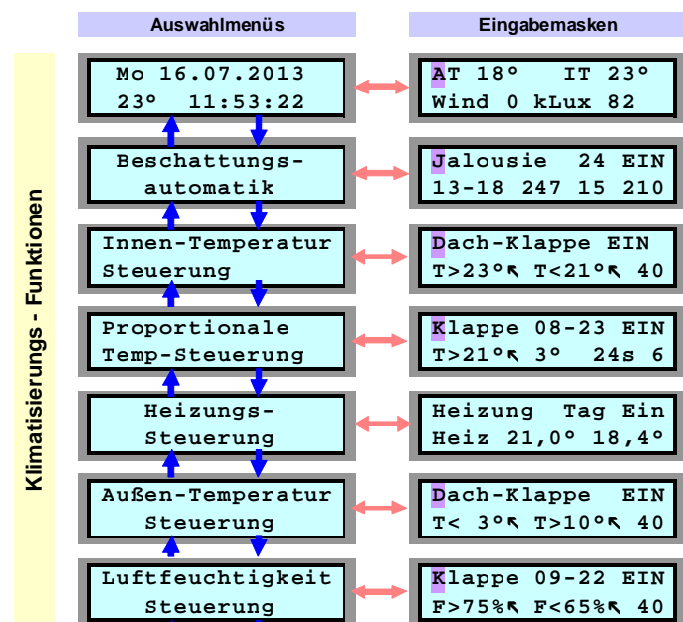 Auswahlmenüs
Eingabemasken
Klimatisierungs - Funktionen
Mo 16.07.2013
23° 11:53:22
AT 18° IT 23°
Wind 0 kLux 82
Beschattungs-
automatik
Jalousie 24 EIN
13-18 247 15 210
Innen-Temperatur
Steuerung
Dach-Klappe EIN
T>23°↖ T<21°↖ 40
Proportionale
Temp-Steuerung
Klappe 08-23 EIN
T>21°↖ 3° 24s 6
Heizungs-
Steuerung
Heizung Tag Ein
Heiz 21,0° 18,4°
Außen-Temperatur
Steuerung
Dach-Klappe EIN
T< 3°↖ T>10°↖ 40
Luftfeuchtigkeit
Steuerung
Klappe 09-22 EIN
F>75%↖ F<65%↖ 40